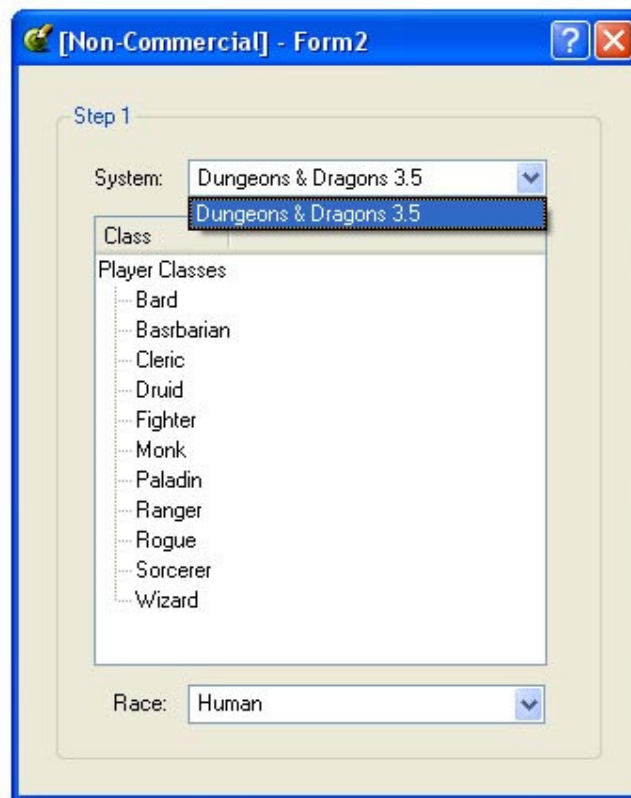 [Non-Commercial] - Form2
Step 1
System: Dungeons & Dragons 3.5
Dungeons & Dragons 3.5
Class
Player Classes
Bard
Basrbarian
Cleric
Druid
Fighter
Monk
Paladin
Ranger
Rogue
Sorcerer
Wizard
Race: Human